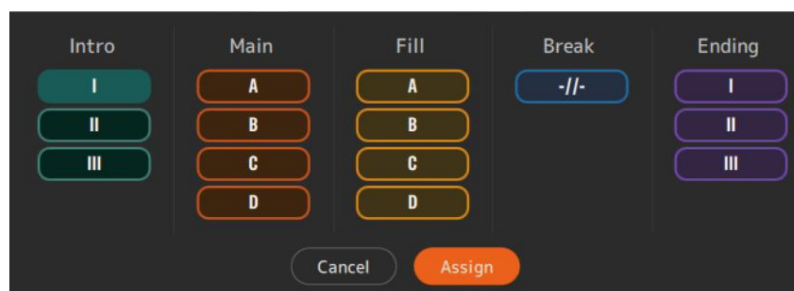 Intro Main Fill Break Ending
I A A -//- I
II B B II
III C C III
D D
Cancel Assign